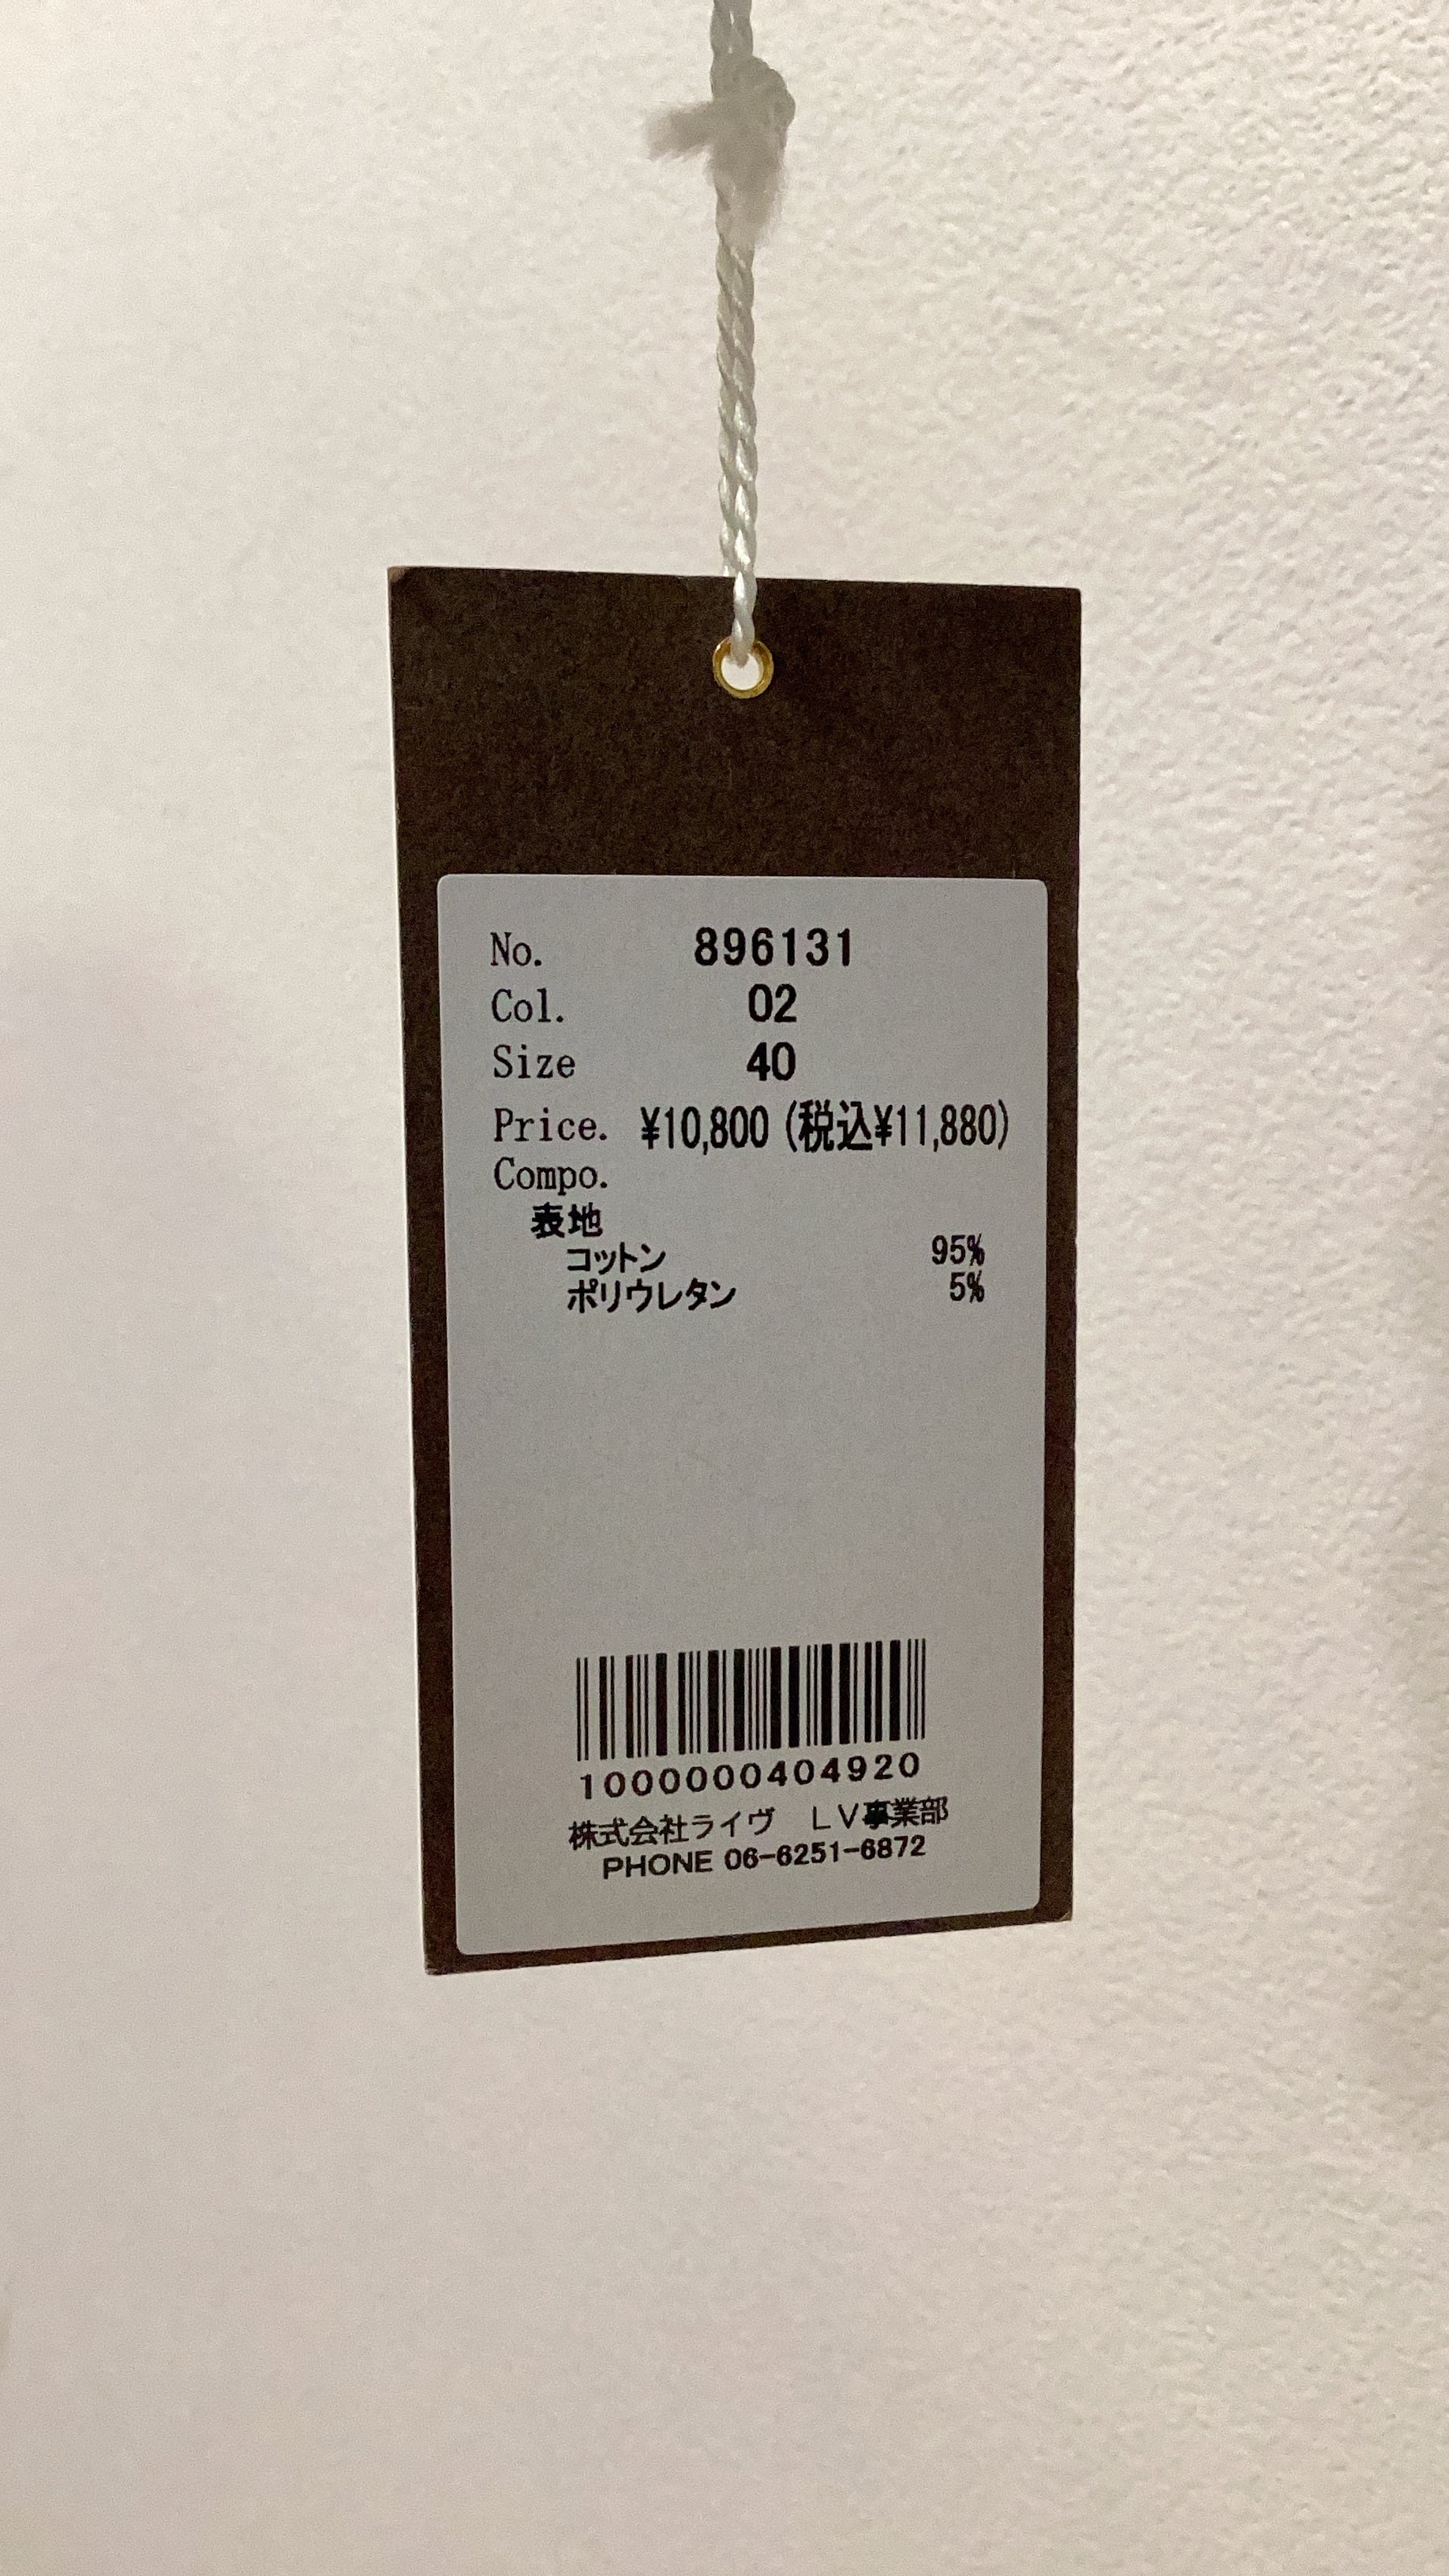 No. 896131
Col. 02
Size 40
Price. ¥10,800 (税込¥11,880)
Compo.
表地
コットン 95%
ポリウレタン 5%
1000000404920
株式会社ライヴ　LV事業部
PHONE 06-6251-6872